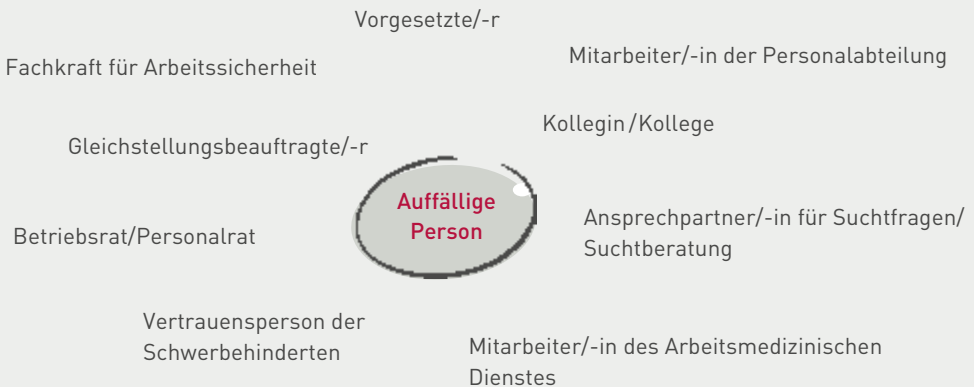 Vorgesetzte/-r
Mitarbeiter/-in der Personalabteilung
Fachkraft für Arbeitssicherheit
Kollegin/Kollege
Gleichstellungsbeauftragte/-r
Auffällige
Person
Ansprechpartner/-in für Suchtfragen/
Suchtberatung
Betriebsrat/Personalrat
Vertrauensperson der
Schwerbehinderten
Mitarbeiter/-in des Arbeitsmedizinischen
Dienstes